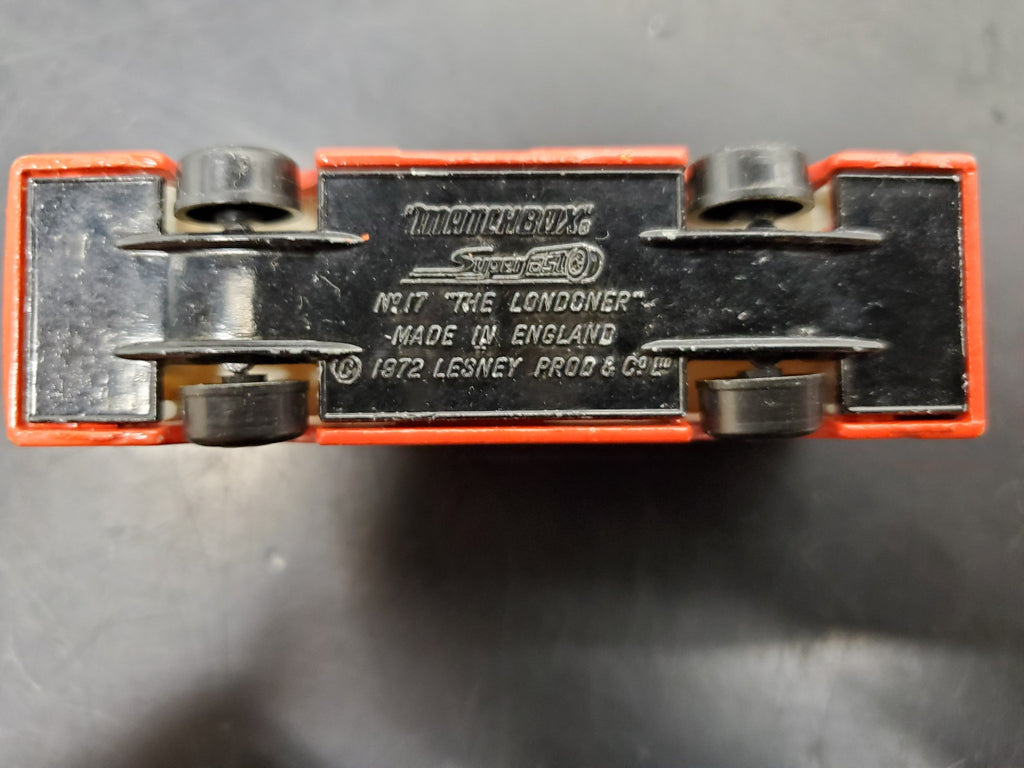 MATCHBOX®
Superfast
No. 17 "THE LONDONER"
MADE IN ENGLAND
© 1972 LESNEY PROD & Co. LTD